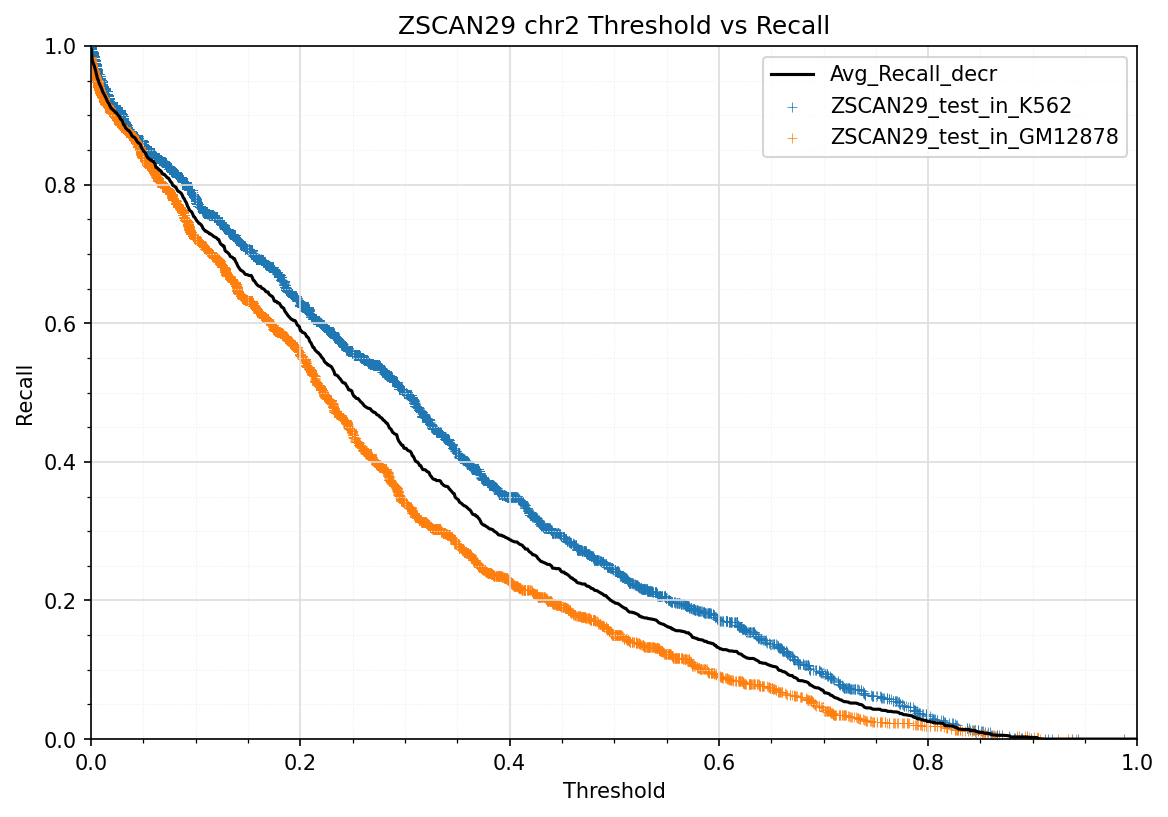 ZSCAN29 chr2 Threshold vs Recall
Avg_Recall_decr
ZSCAN29_test_in_K562
ZSCAN29_test_in_GM12878
1.0
0.8
0.6
0.4
0.2
0.0
Recall
0.0 0.2 0.4 0.6 0.8 1.0
Threshold